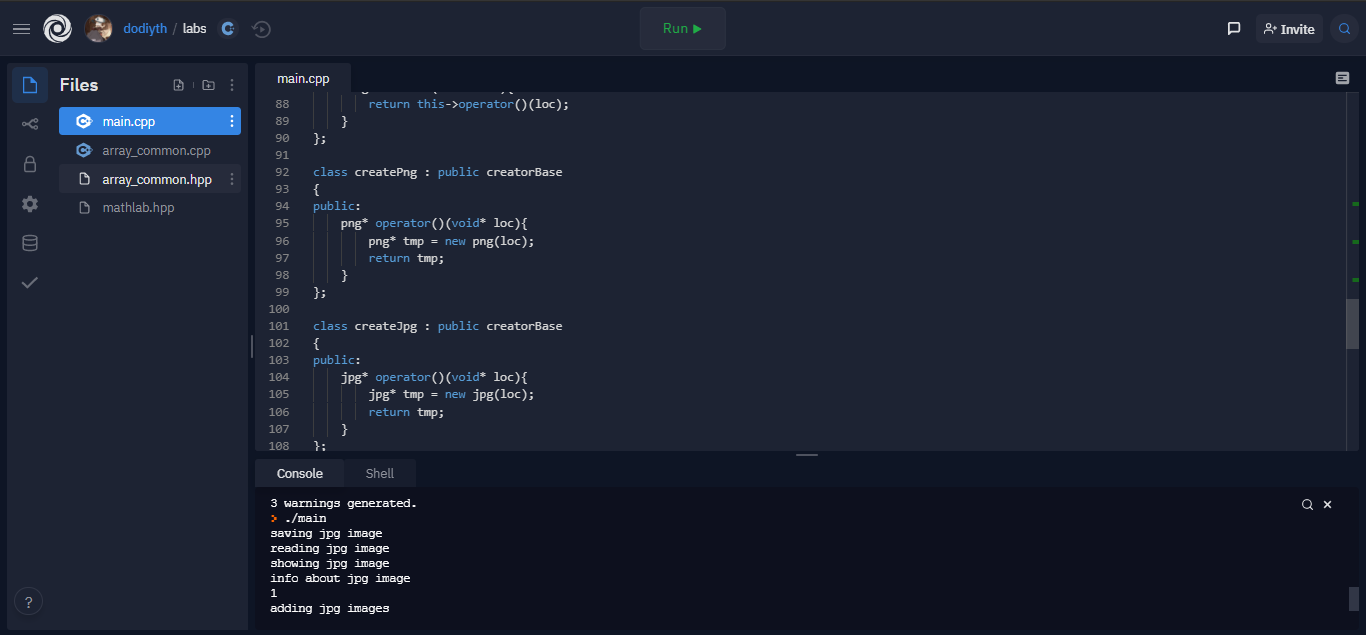 dodiyth / labs
Run
Invite
Files
main.cpp
array_common.cpp
array_common.hpp
mathlab.hpp
main.cpp
88 return this->operator()(loc);
89 }
90 };
91
92 class createPng : public creatorBase
93 {
94 public:
95 png* operator()(void* loc){
96 png* tmp = new png(loc);
97 return tmp;
98 }
99 };
100
101 class createJpg : public creatorBase
102 {
103 public:
104 jpg* operator()(void* loc){
105 jpg* tmp = new jpg(loc);
106 return tmp;
107 }
108 };
Console Shell
3 warnings generated.
> ./main
saving jpg image
reading jpg image
showing jpg image
info about jpg image
1
adding jpg images
?